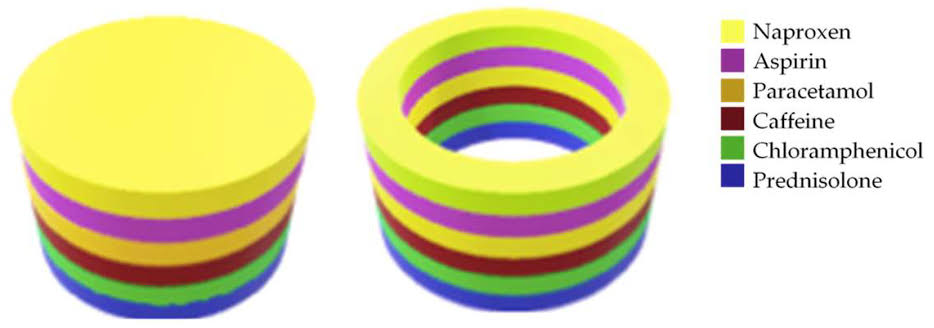 Naproxen
Aspirin
Paracetamol
Caffeine
Chloramphenicol
Prednisolone